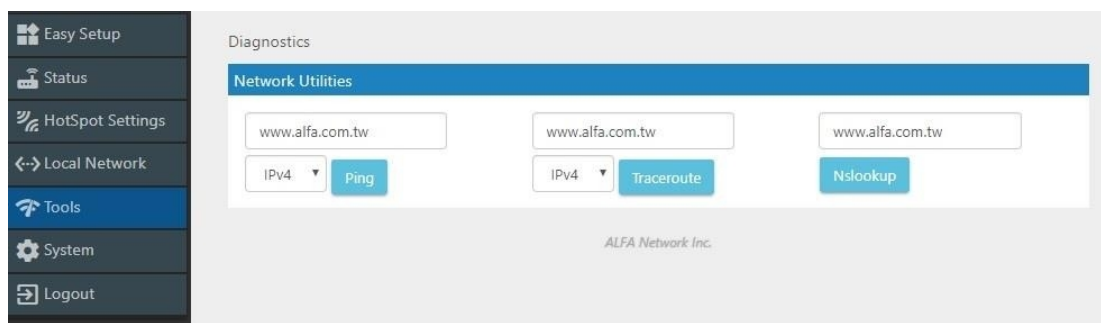 Easy Setup
Status
HotSpot Settings
Local Network
Tools
System
Logout
Diagnostics
Network Utilities
www.alfa.com.tw
www.alfa.com.tw
www.alfa.com.tw
IPv4
Ping
IPv4
Traceroute
Nslookup
ALFA Network Inc.